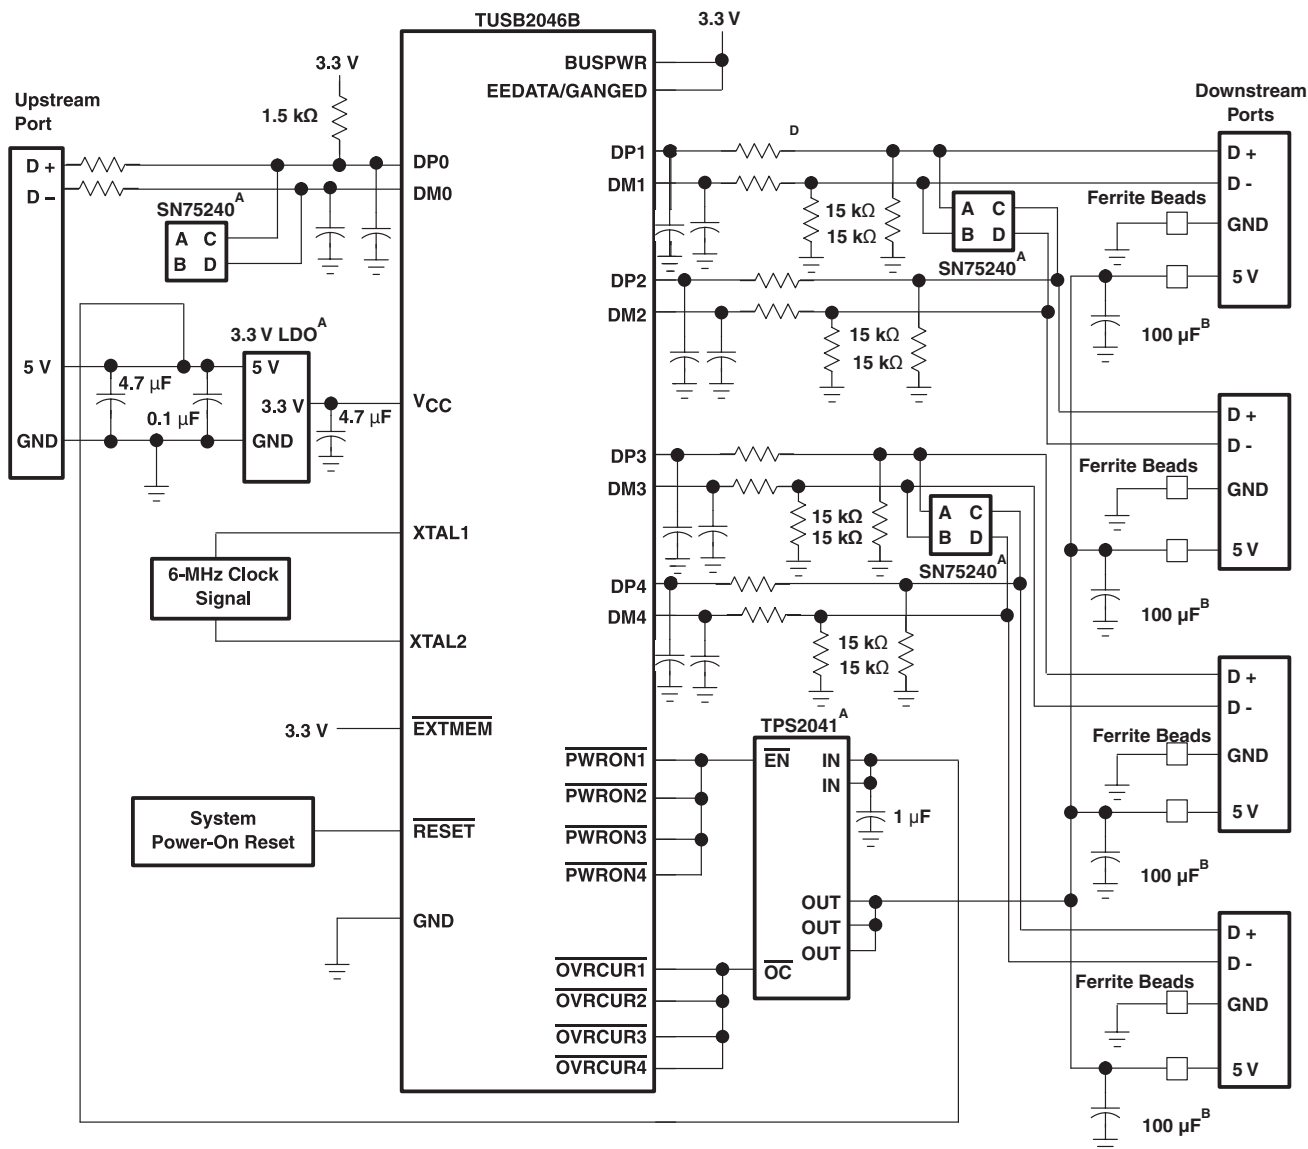 TUSB2046B
3.3 V
BUSPWR
EEDATA/GANGED
3.3 V
1.5 kΩ
Upstream
Port
D +
D –
DP0
DM0
SN75240A
A C
B D
5 V
GND
4.7 µF
0.1 µF
3.3 V LDOA
5 V
3.3 V
GND
4.7 µF
VCC
XTAL1
6-MHz Clock
Signal
XTAL2
3.3 V
EXTMEM
System
Power-On Reset
RESET
GND
DP1
DM1
D
15 kΩ
15 kΩ
A C
B D
SN75240A
DP2
DM2
15 kΩ
15 kΩ
DP3
DM3
15 kΩ
15 kΩ
A C
B D
SN75240A
DP4
DM4
15 kΩ
15 kΩ
PWRON1
PWRON2
PWRON3
PWRON4
OVRCUR1
OVRCUR2
OVRCUR3
OVRCUR4
TPS2041A
EN
IN
IN
1 µF
OUT
OUT
OUT
OC
Downstream
Ports
D +
D -
Ferrite Beads
GND
5 V
100 µFB
D +
D -
Ferrite Beads
GND
5 V
100 µFB
D +
D -
Ferrite Beads
GND
5 V
100 µFB
D +
D -
Ferrite Beads
GND
5 V
100 µFB